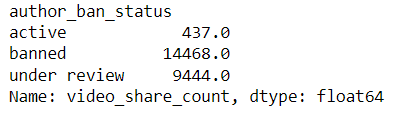 author_ban_status
active 437.0
banned 14468.0
under review 9444.0
Name: video_share_count, dtype: float64